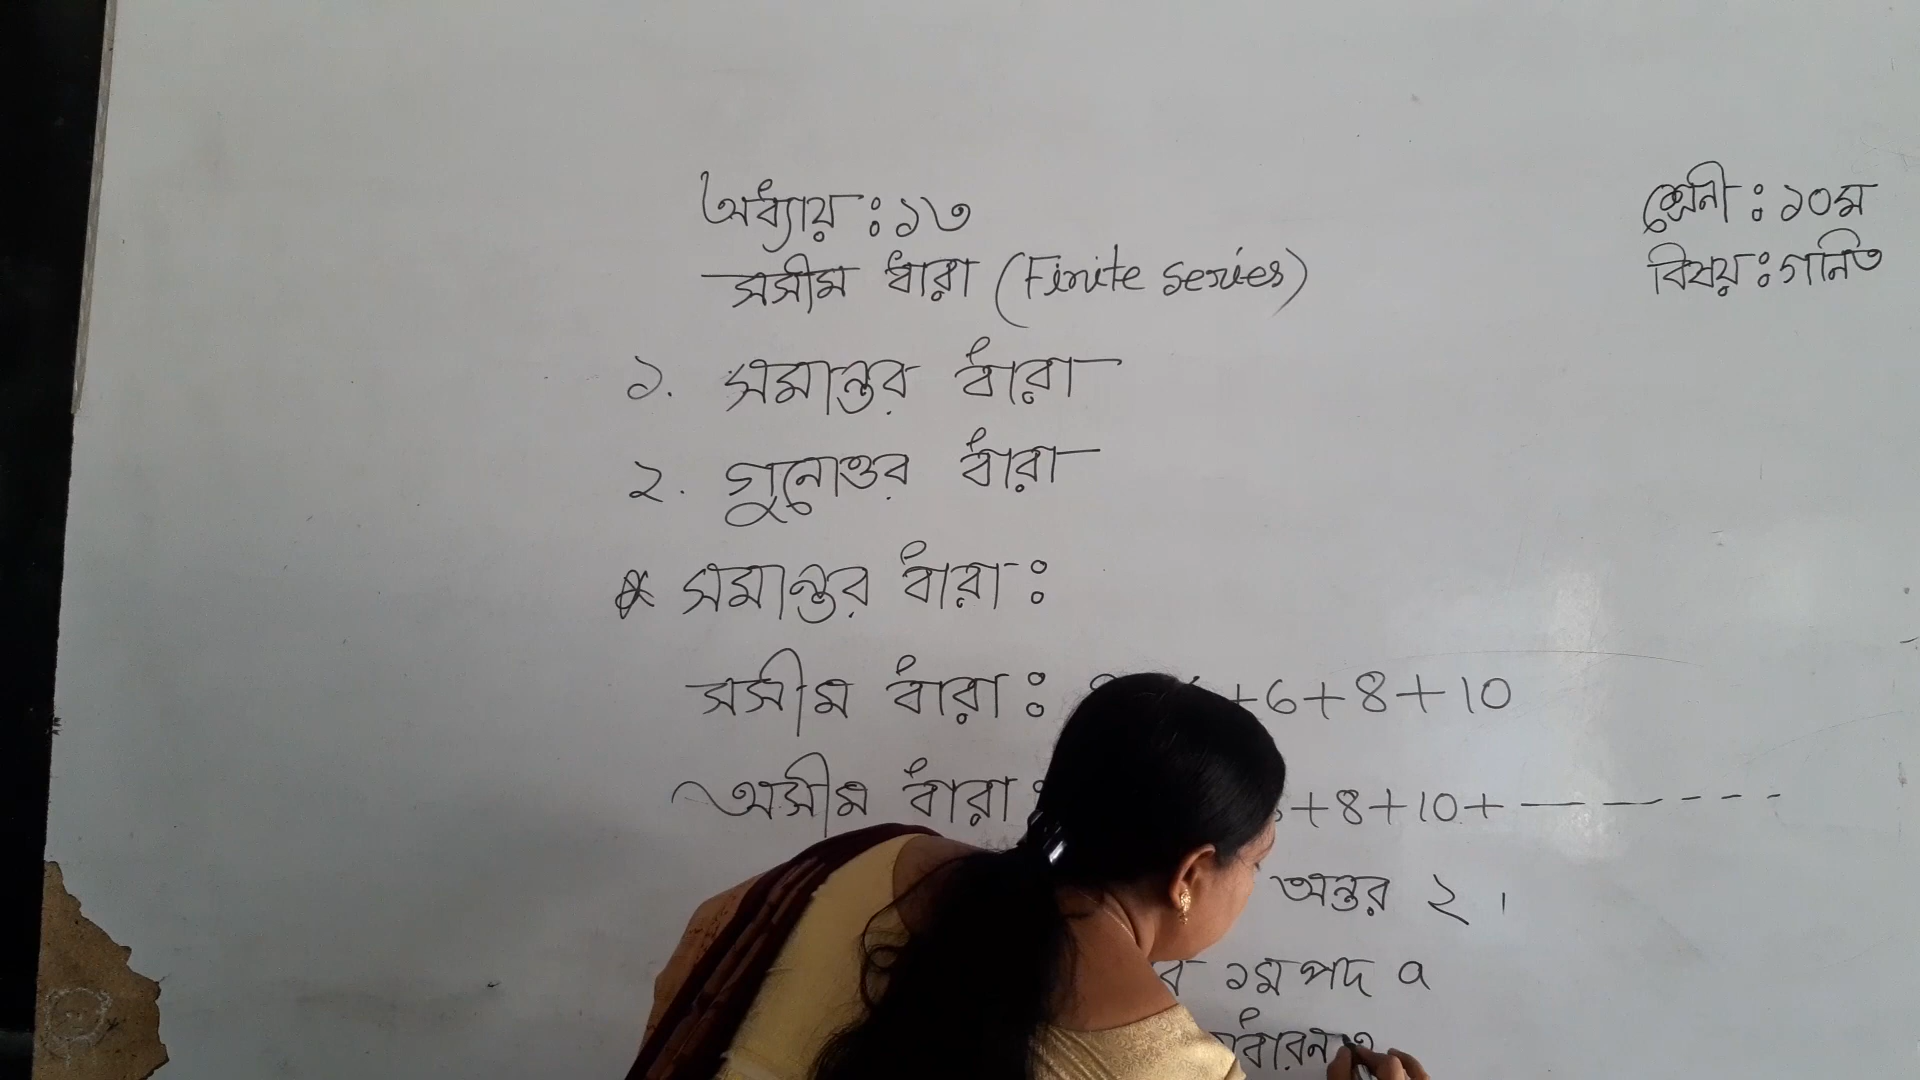 অধ্যায় : ১৩
সসীম ধারা (Finite series)
শ্রেনী : ১০ম
বিষয় : গনিত
১. সমান্তর ধারা
২. গুনোওর ধারা
* সমান্তর ধারা :
সসীম ধারা : +6+8+10
অসীম ধারা +8+10+ — — - - -
অন্তর ২।
১ম পদ a